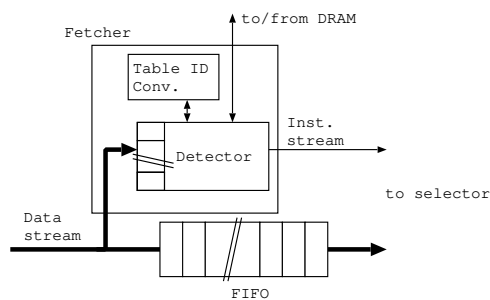 to/from DRAM
Fetcher
Table ID
Conv.
Inst.
stream
Detector
to selector
Data
stream
FIFO